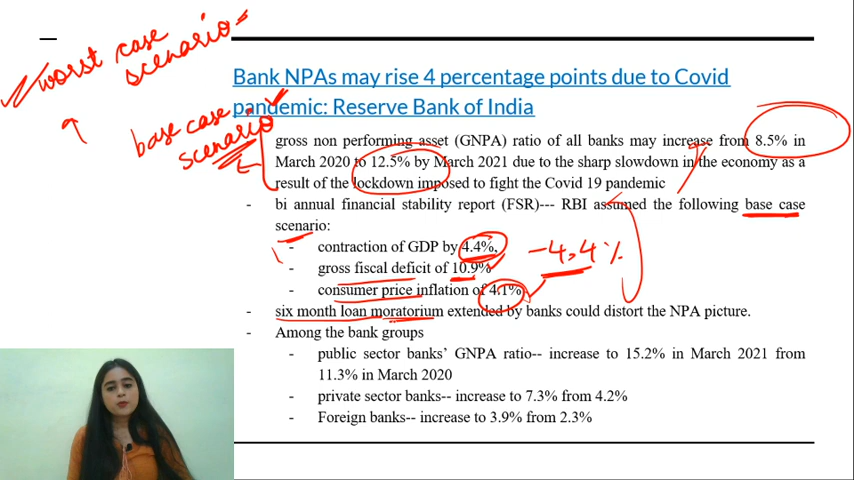 worst case
scenario
Bank NPAs may rise 4 percentage points due to Covid
pandemic: Reserve Bank of India
base case
scenario
gross non performing asset (GNPA) ratio of all banks may increase from 8.5% in
March 2020 to 12.5% by March 2021 due to the sharp slowdown in the economy as a
result of the lockdown imposed to fight the Covid 19 pandemic
- bi annual financial stability report (FSR)--- RBI assumed the following base case
scenario:
- contraction of GDP by 4.4%,
-4.4%
- gross fiscal deficit of 10.9%
- consumer price inflation of 4.1%
- six month loan moratorium extended by banks could distort the NPA picture.
- Among the bank groups
- public sector banks’ GNPA ratio-- increase to 15.2% in March 2021 from
11.3% in March 2020
- private sector banks-- increase to 7.3% from 4.2%
- Foreign banks-- increase to 3.9% from 2.3%